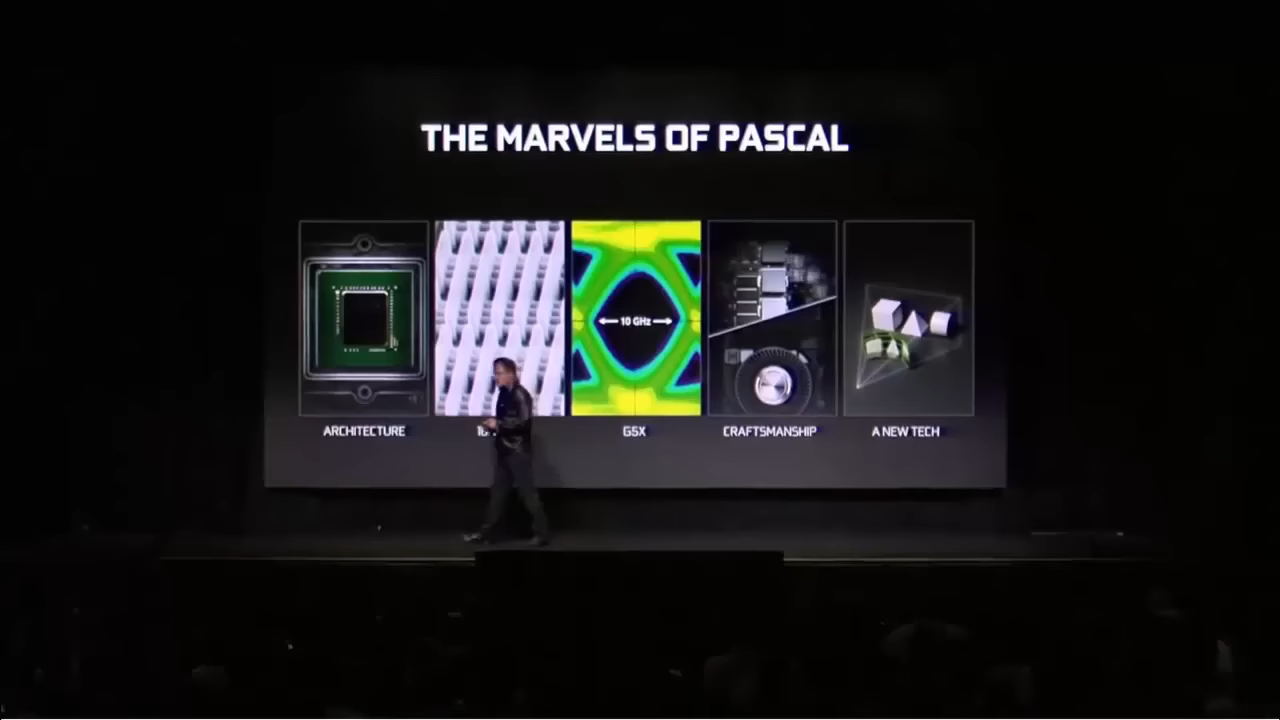 THE MARVELS OF PASCAL
10 GHz
ARCHITECTURE
G5X
CRAFTSMANSHIP
A NEW TECH